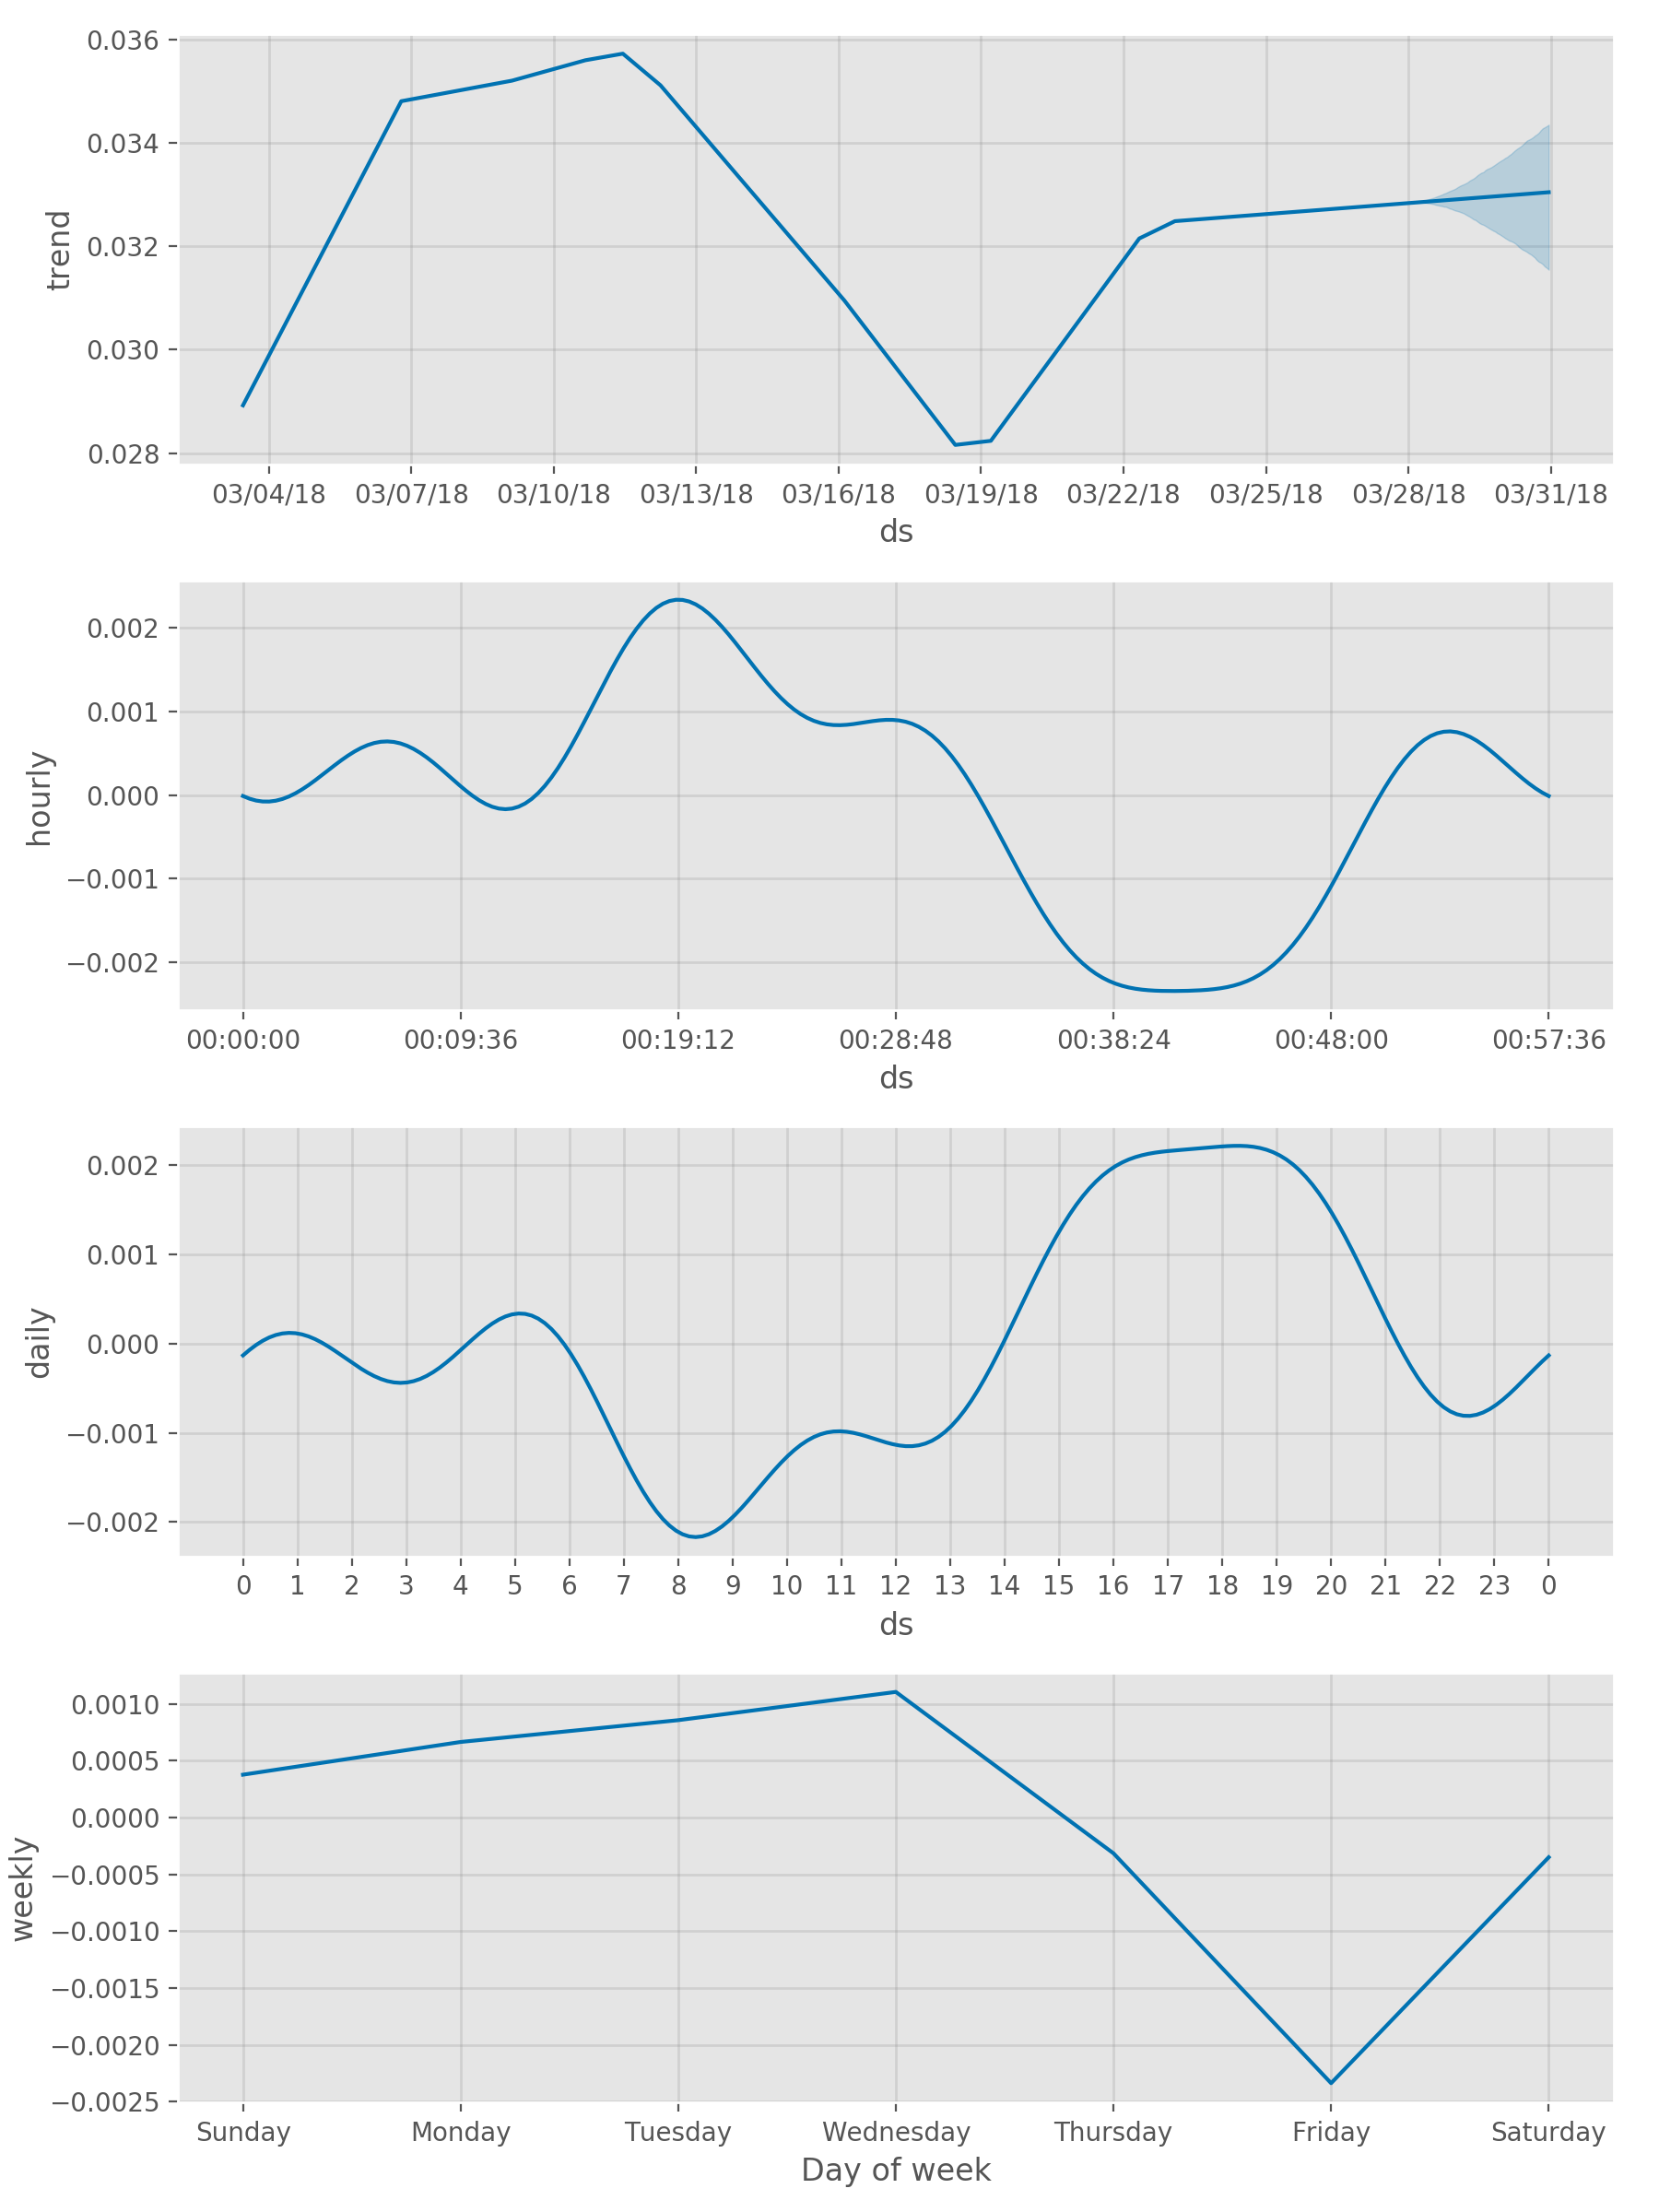 0.036
0.034
0.032
0.030
0.028
trend
03/04/18 03/07/18 03/10/18 03/13/18 03/16/18 03/19/18 03/22/18 03/25/18 03/28/18 03/31/18
ds
0.002
0.001
0.000
−0.001
−0.002
hourly
00:00:00 00:09:36 00:19:12 00:28:48 00:38:24 00:48:00 00:57:36
ds
0.002
0.001
0.000
−0.001
−0.002
daily
0 1 2 3 4 5 6 7 8 9 10 11 12 13 14 15 16 17 18 19 20 21 22 23 0
ds
0.0010
0.0005
0.0000
−0.0005
−0.0010
−0.0015
−0.0020
−0.0025
weekly
Sunday Monday Tuesday Wednesday Thursday Friday Saturday
Day of week